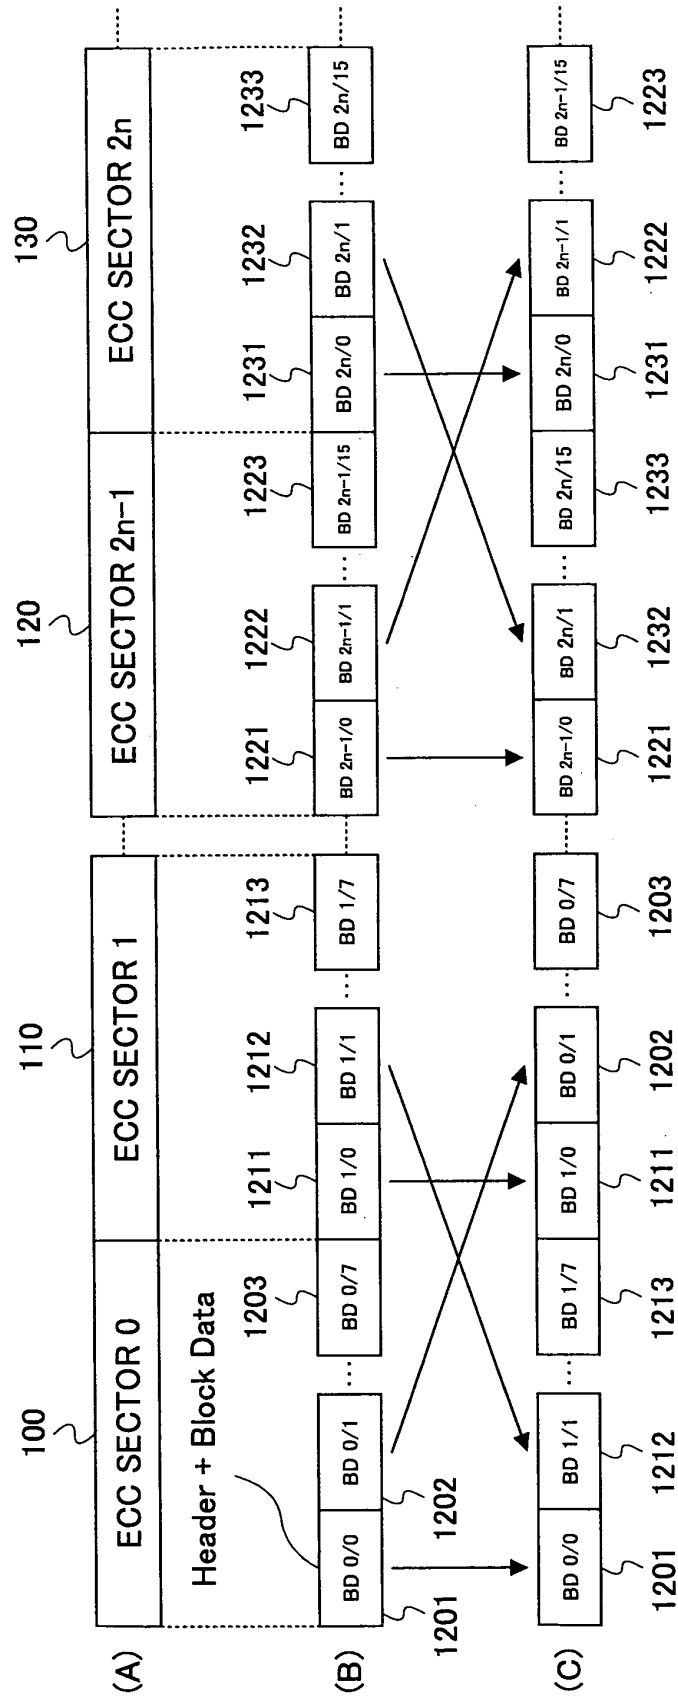 100
110
120
130
(A)
ECC SECTOR 0
ECC SECTOR 1
ECC SECTOR 2n-1
ECC SECTOR 2n
Header + Block Data
1203
1211
1212
1213
1221
1222
1223
1231
1232
1233
(B)
BD 0/0
BD 0/1
BD 0/7
BD 1/0
BD 1/1
BD 1/7
BD 2n-1/0
BD 2n-1/1
BD 2n-1/15
BD 2n/0
BD 2n/1
BD 2n/15
1201
1202
(C)
BD 0/0
BD 1/1
BD 1/7
BD 1/0
BD 0/1
BD 0/7
BD 2n-1/0
BD 2n/1
BD 2n/15
BD 2n/0
BD 2n-1/1
BD 2n-1/15
1201
1212
1213
1211
1202
1203
1221
1232
1233
1231
1222
1223